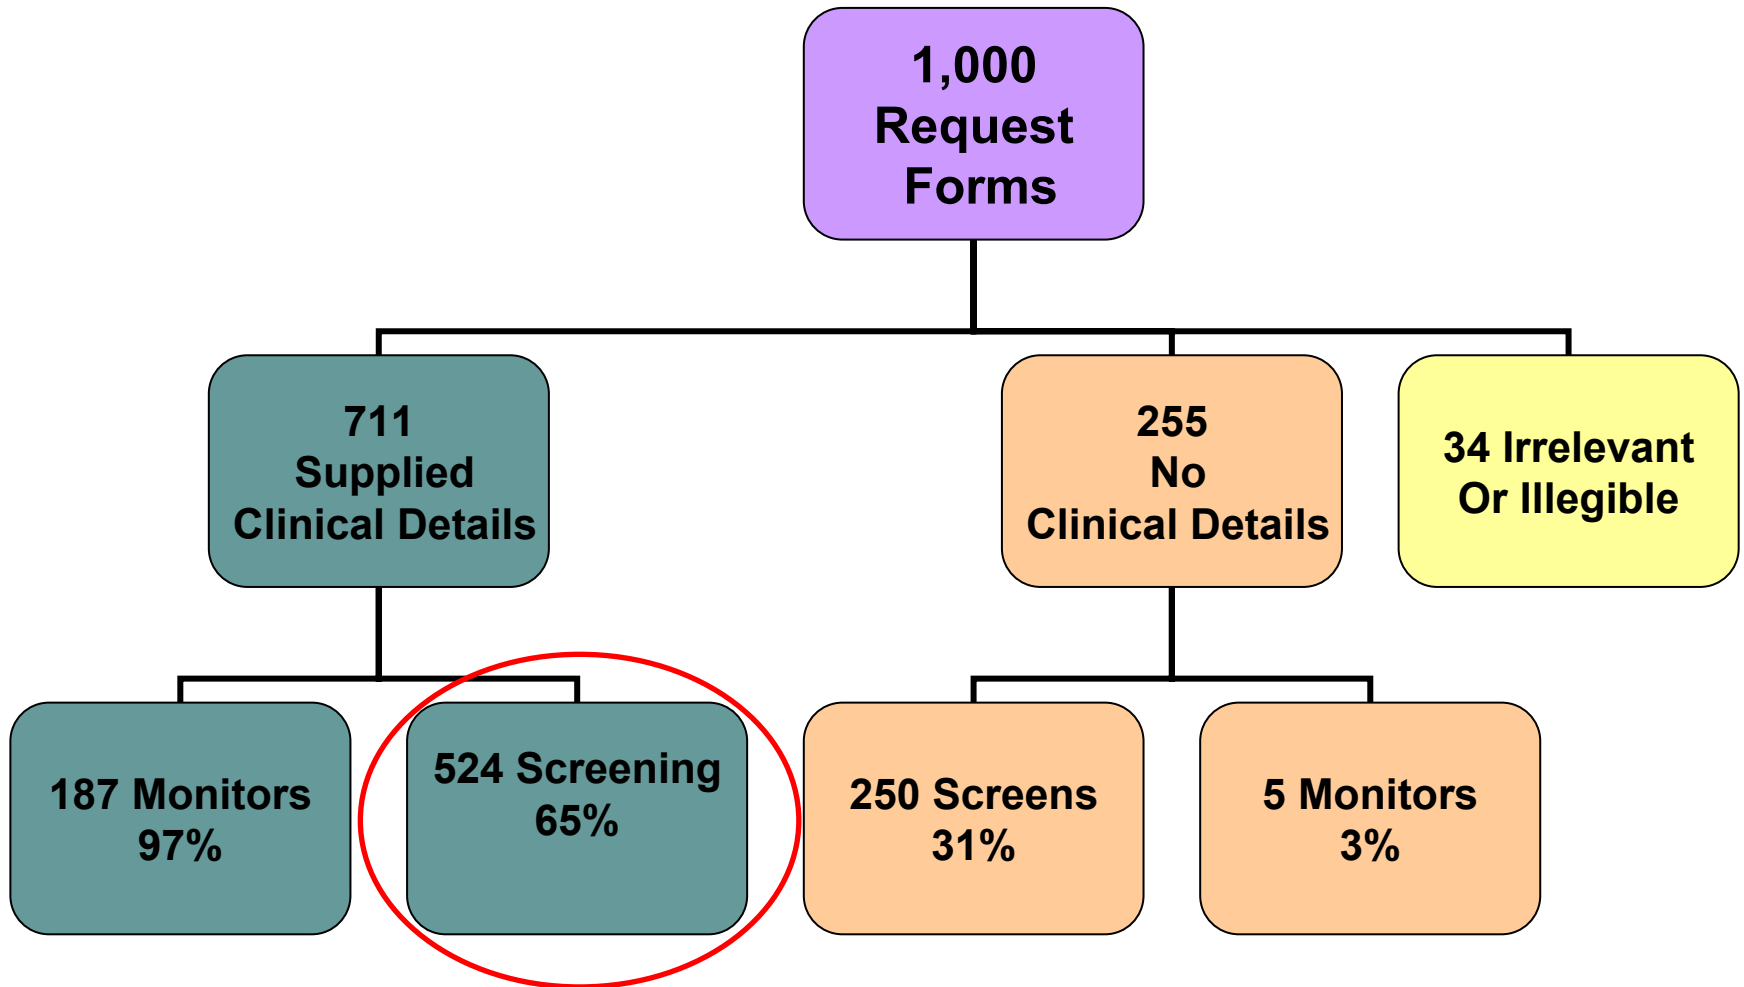 1,000
Request
Forms
711
Supplied
Clinical Details
255
No
Clinical Details
34 Irrelevant
Or Illegible
187 Monitors
97%
524 Screening
65%
250 Screens
31%
5 Monitors
3%